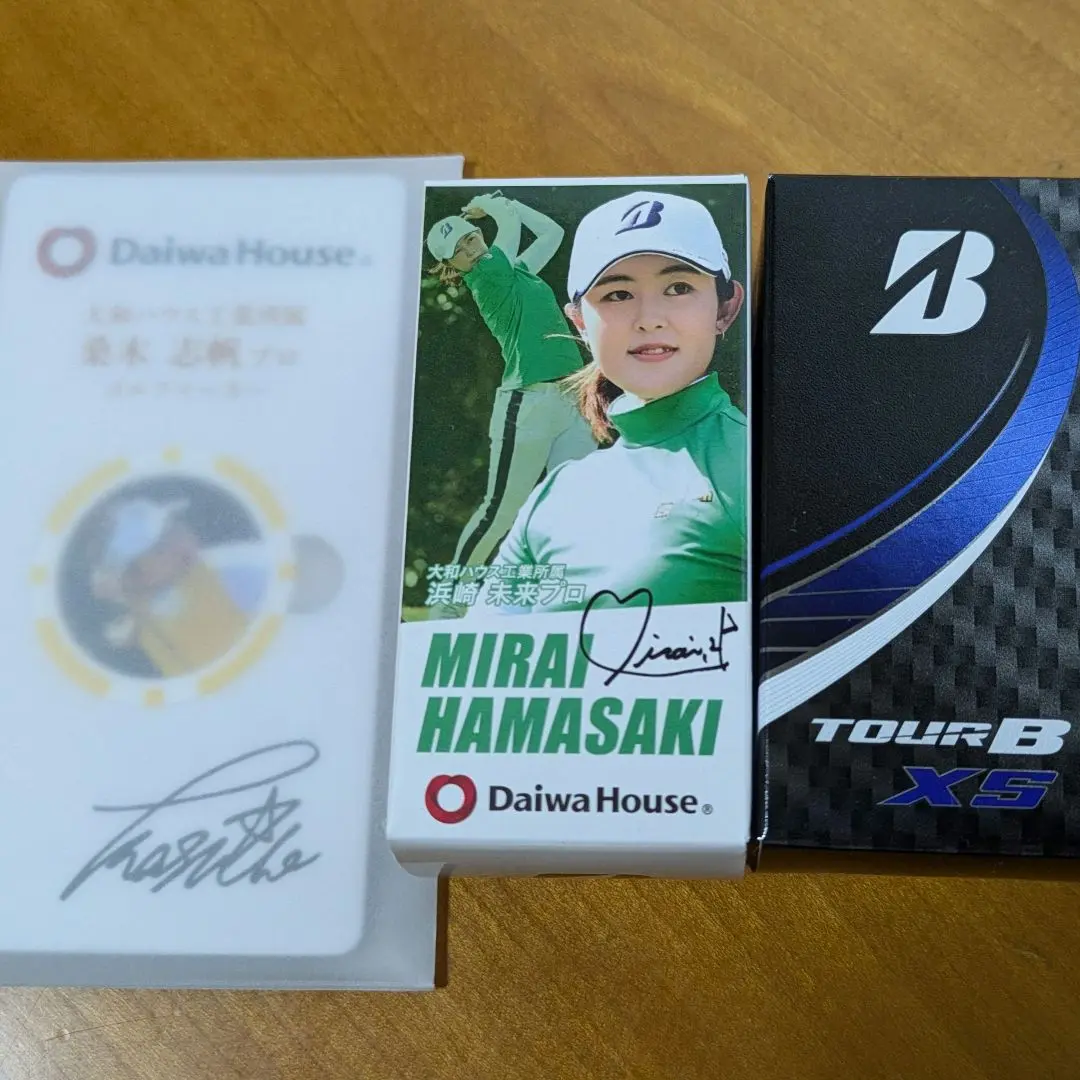 Daiwa House®
大和ハウス工業所属
桑木 志帆プロ
大和ハウス工業所属
浜崎 未来プロ
Mirai.H
MIRAI
HAMASAKI
Daiwa House®
B
TOUR B
XS